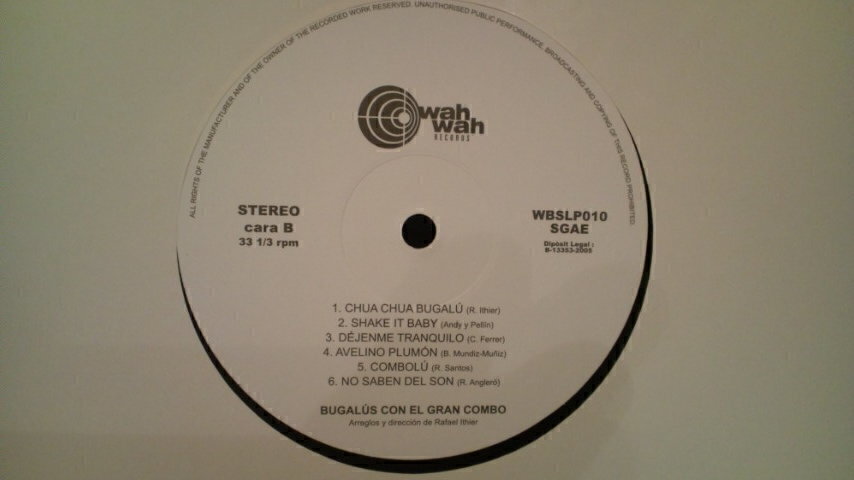 ALL RIGHTS OF THE MANUFACTURER AND OF THE OWNER OF THE RECORDED WORK RESERVED. UNAUTHORISED PUBLIC PERFORMANCE, BROADCASTING AND COPYING OF THIS RECORD PROHIBITED.
wah
wah
RECORDS
STEREO
cara B
33 1/3 rpm
WBSLP010
SGAE
Dipòsit Legal :
B-13353-2005
1. CHUA CHUA BUGALÚ (R. Ithier)
2. SHAKE IT BABY (Andy y Pellín)
3. DÉJENME TRANQUILO (C. Ferrer)
4. AVELINO PLUMÓN (B. Mundiz-Muñiz)
5. COMBOLÚ (R. Santos)
6. NO SABEN DEL SON (R. Angleró)
BUGALÚS CON EL GRAN COMBO
Arreglos y dirección de Rafael Ithier